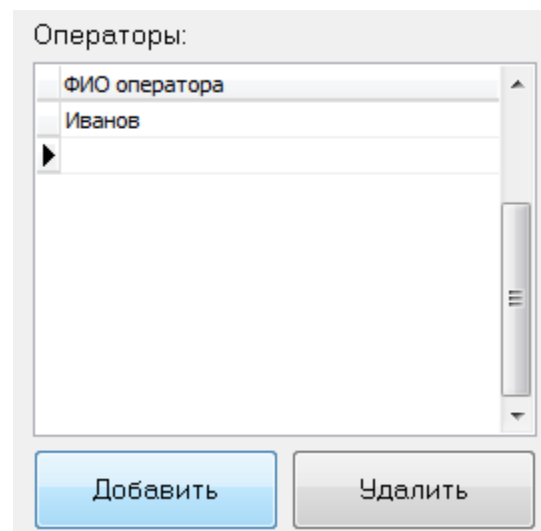 Операторы:
ФИО оператора
Иванов
Добавить
Удалить